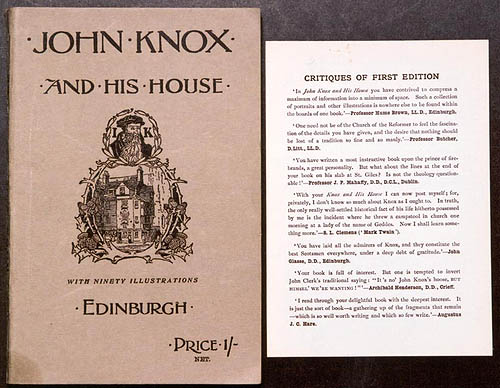 ·JOHN·KNOX·
·AND·HIS·HOUSE·
I K
WITH NINETY ILLUSTRATIONS
·EDINBURGH·
·PRICE·1/-
NET.
CRITIQUES OF FIRST EDITION
'In John Knox and His House you have contrived to compress a
maximum of information into a minimum of space. Such a collection
of portraits and other illustrations is nowhere else to be found within
the boards of one book.'—Professor Hume Brown, LL.D., Edinburgh.
'One need not be of the Church of the Reformer to feel the fascina-
tion of the details you have given, and the desire that nothing should
be lost of a tradition so fine and so manly.'—Professor Butcher,
D.Litt., LL.D.
'You have written a most instructive book upon the prince of fire-
brands, a great personality. But what about the lines at the end of
your book on his slab at St. Giles? Is not the theology question-
able?'—Professor J. P. Mahaffy, D.D., D.C.L., Dublin.
'With your Knox and His House I can now post myself; for,
privately, I don't know so much about Knox as I ought to. In truth,
the only really well-settled historical fact of his life hitherto possessed
by me is the incident where he threw a campstool in church one
morning at a lady of the name of Geddes. Now I shall learn some-
thing more.'—S. L. Clemens ('Mark Twain').
'You have laid all the admirers of Knox, and they constitute the
best Scotsmen everywhere, under a deep debt of gratitude.'—John
Glasse, D.D., Edinburgh.
'Your book is full of interest. But one is tempted to invert
John Clerk's traditional saying: "It's no' John Knox's hoose, BUT
HIMSEL' WE'RE WANTING!"'—Archibald Henderson, D.D., Crieff.
'I read through your delightful book with the deepest interest. It
is just the sort of book—a gathering up of the fragments that remain
—which is so well worth writing and which so few write.'—Augustus
J. C. Hare.